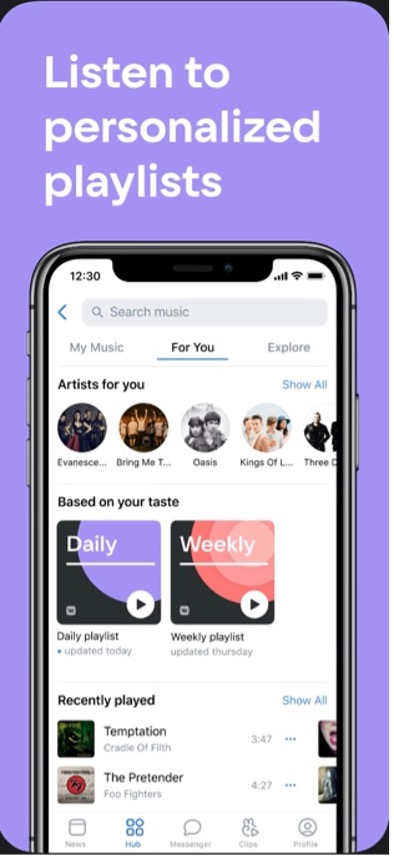 Listen to
personalized
playlists
12:30
Search music
My Music For You Explore
Artists for you Show All
Evanesce... Bring Me T... Oasis Kings Of L... Three D
Based on your taste
Daily Weekly
Daily playlist Weekly playlist
updated today updated thursday
Recently played Show All
Temptation
Cradle Of Filth 3:47
The Pretender
Foo Fighters 4:27
News Hub Messenger Clips Profile